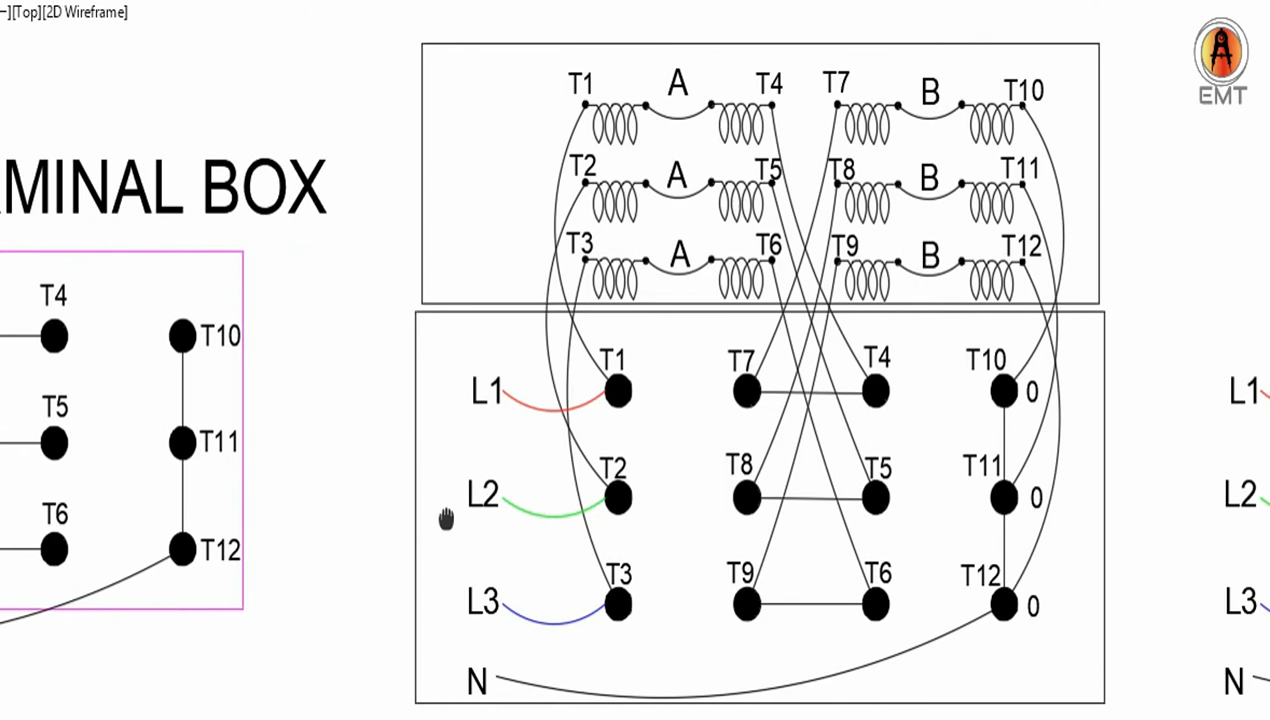 —][Top][2D Wireframe]
EMT
T1 A T4 T7 B T10
T2 A T5 T8 B T11
T3 A T6 T9 B T12
RMINAL BOX
T4
T10
T5
T11
T6
T12
T1 T7 T4 T10
L1 0
T2 T8 T5 T11
L2 0
T3 T9 T6 T12
L3 0
N
L1
L2
L3
N